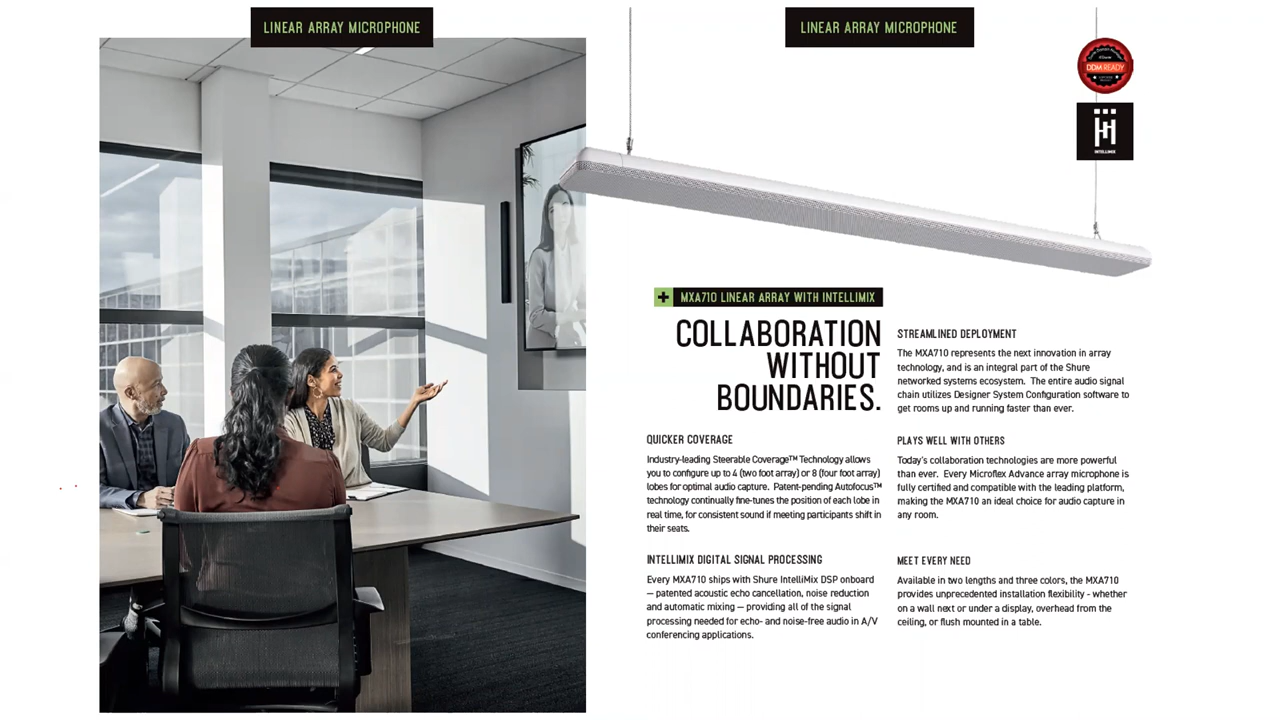 LINEAR ARRAY MICROPHONE
LINEAR ARRAY MICROPHONE
DDM READY
INTELLIMIX
MXA710 LINEAR ARRAY WITH INTELLIMIX
COLLABORATION
WITHOUT
BOUNDARIES.
QUICKER COVERAGE
Industry-leading Steerable Coverage™ Technology allows
you to configure up to 4 (two foot array) or 8 (four foot array)
lobes for optimal audio capture. Patent-pending Autofocus™
technology continually fine-tunes the position of each lobe in
real time, for consistent sound if meeting participants shift in
their seats.
INTELLIMIX DIGITAL SIGNAL PROCESSING
Every MXA710 ships with Shure IntelliMix DSP onboard
— patented acoustic echo cancellation, noise reduction
and automatic mixing — providing all of the signal
processing needed for echo- and noise-free audio in A/V
conferencing applications.
STREAMLINED DEPLOYMENT
The MXA710 represents the next innovation in array
technology, and is an integral part of the Shure
networked systems ecosystem. The entire audio signal
chain utilizes Designer System Configuration software to
get rooms up and running faster than ever.
PLAYS WELL WITH OTHERS
Today's collaboration technologies are more powerful
than ever. Every Microflex Advance array microphone is
fully certified and compatible with the leading platform,
making the MXA710 an ideal choice for audio capture in
any room.
MEET EVERY NEED
Available in two lengths and three colors, the MXA710
provides unprecedented installation flexibility - whether
on a wall next or under a display, overhead from the
ceiling, or flush mounted in a table.